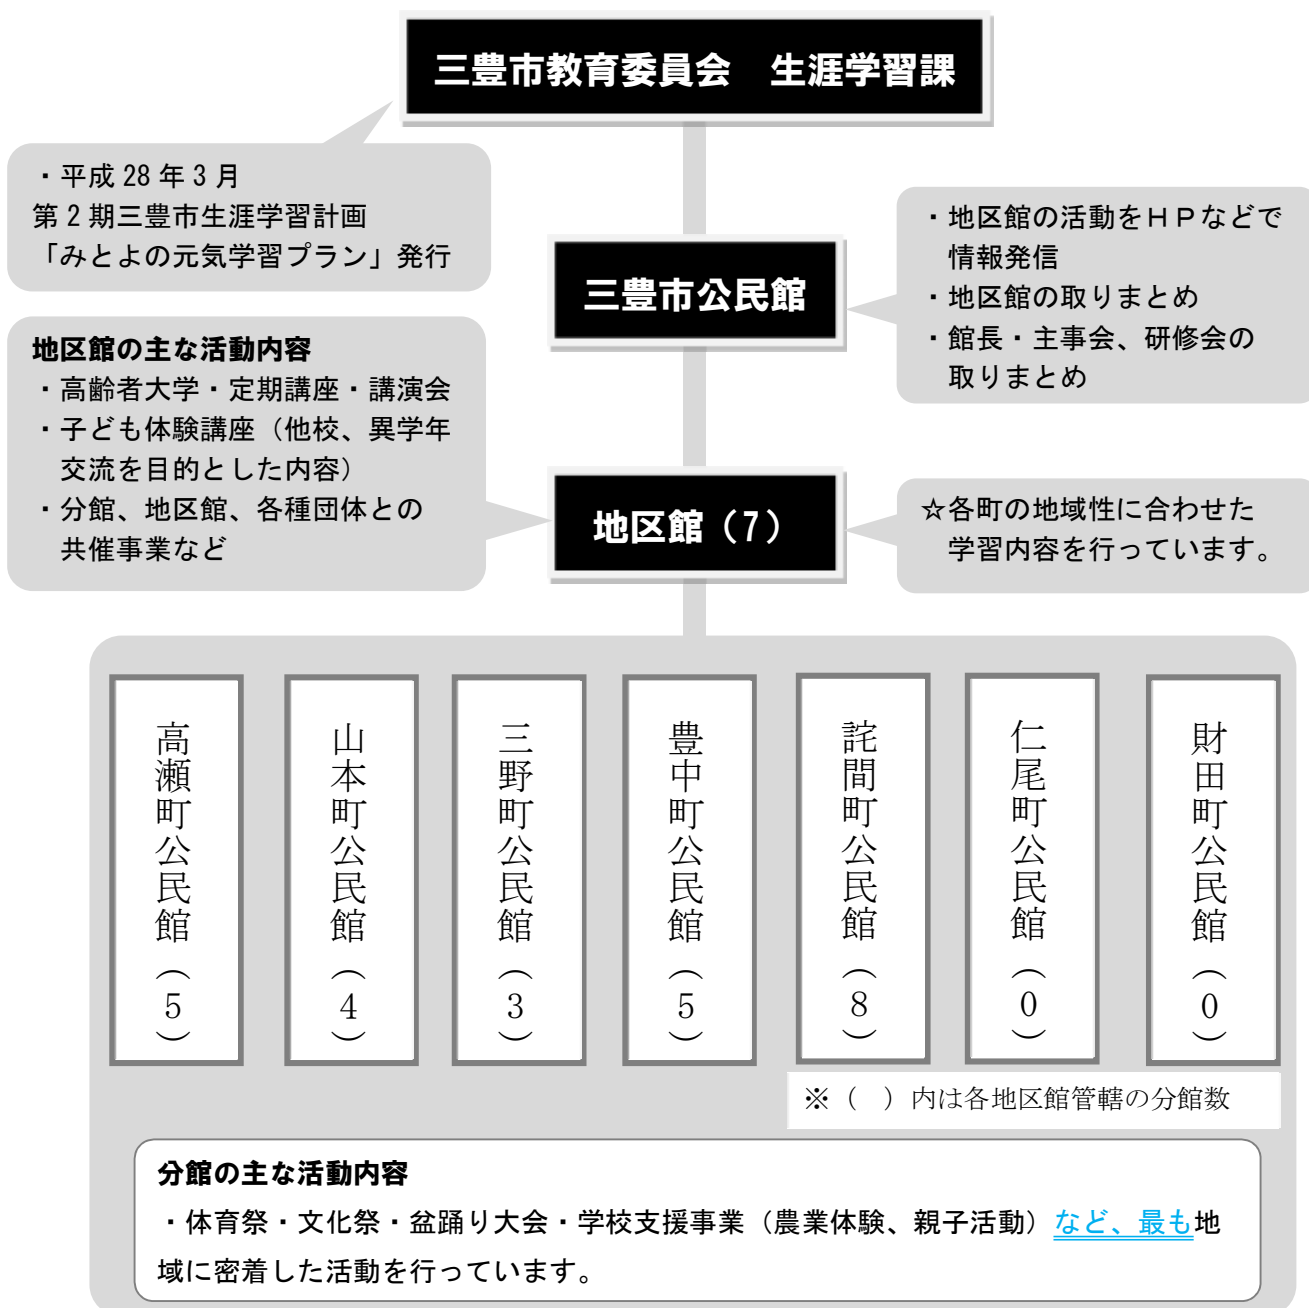 三豊市教育委員会　生涯学習課
・平成 28 年 3 月
第 2 期三豊市生涯学習計画
「みとよの元気学習プラン」発行
三豊市公民館
・地区館の活動をＨＰなどで
情報発信
・地区館の取りまとめ
・館長・主事会、研修会の
取りまとめ
地区館の主な活動内容
・高齢者大学・定期講座・講演会
・子ども体験講座（他校、異学年
交流を目的とした内容）
・分館、地区館、各種団体との
共催事業など
地区館（7）
☆各町の地域性に合わせた
学習内容を行っています。
高瀬町公民館（5）
山本町公民館（4）
三野町公民館（3）
豊中町公民館（5）
詫間町公民館（8）
仁尾町公民館（0）
財田町公民館（0）
※（　）内は各地区館管轄の分館数
分館の主な活動内容
・体育祭・文化祭・盆踊り大会・学校支援事業（農業体験、親子活動）など、最も地
域に密着した活動を行っています。